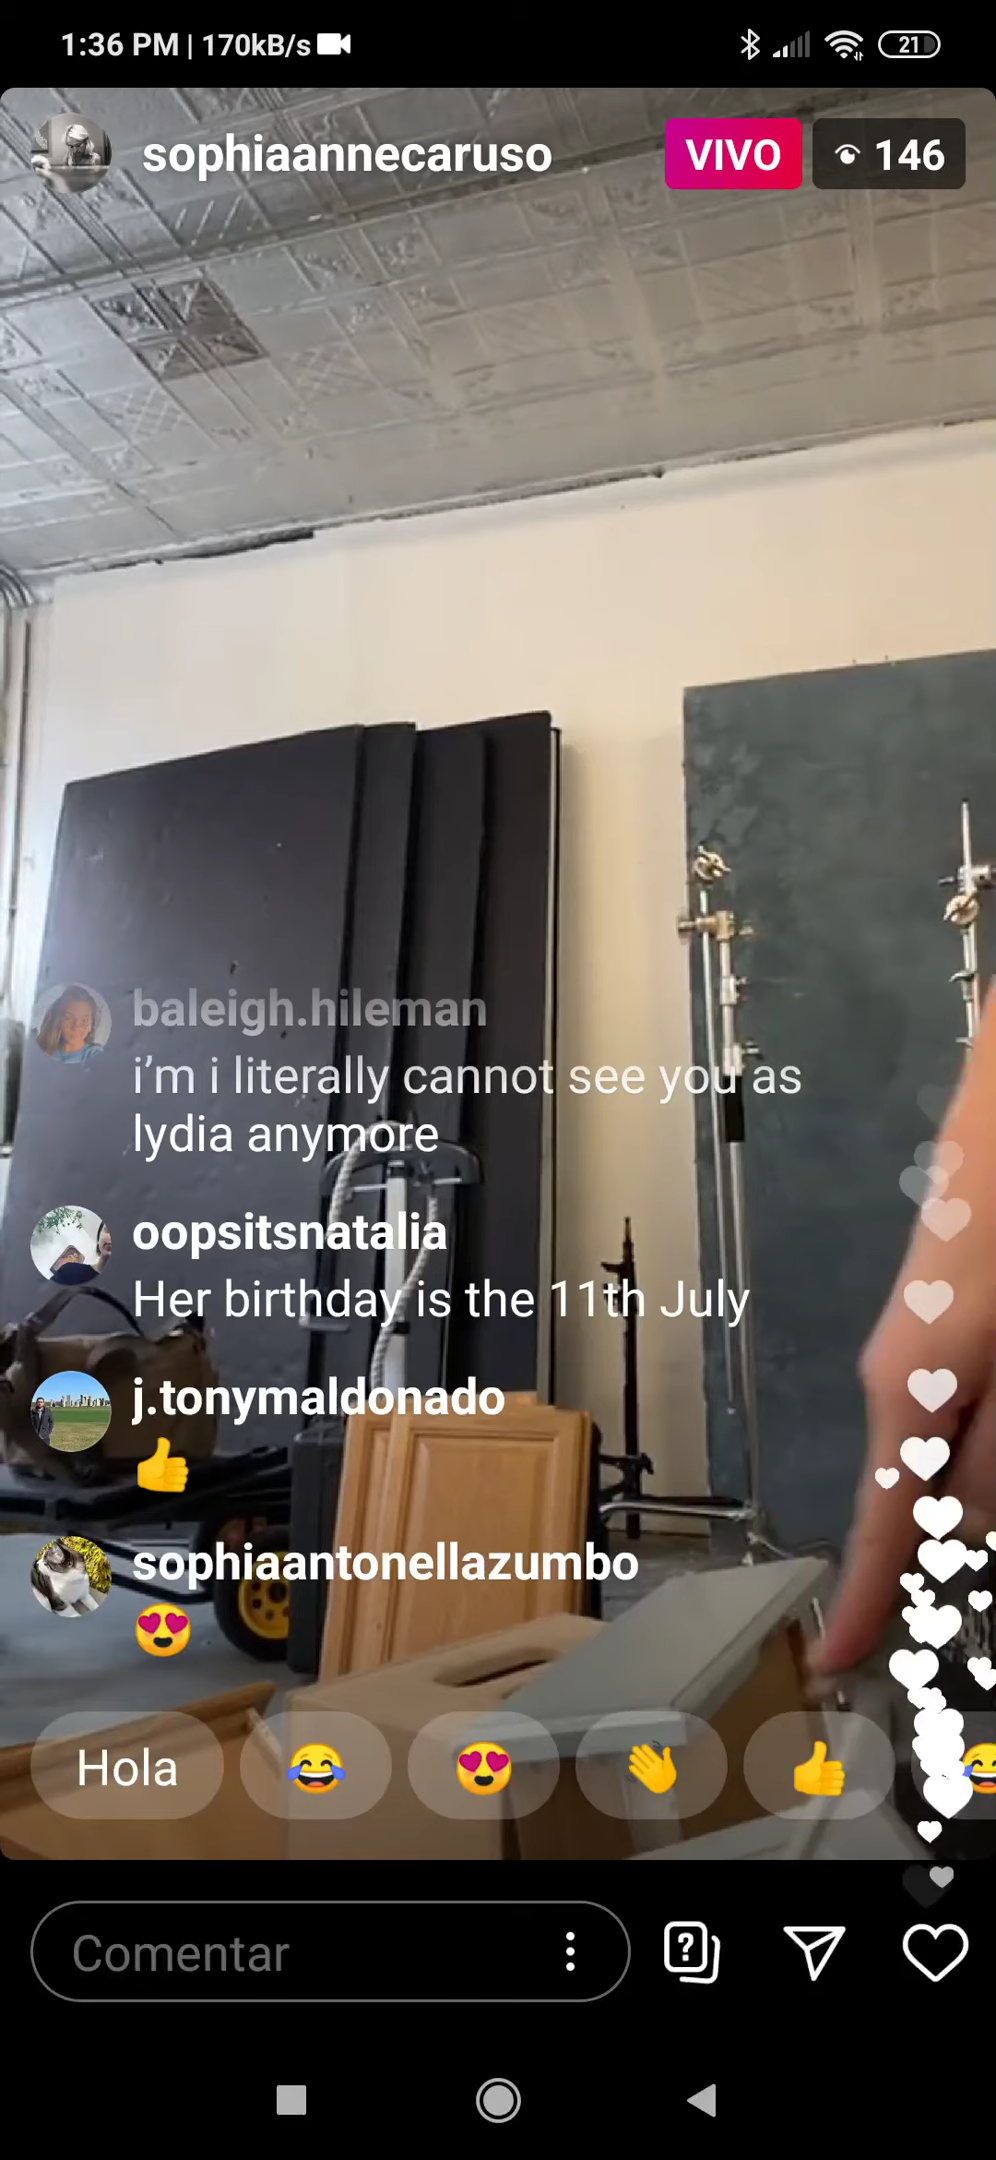 1:36 PM | 170kB/s
21
sophiaannecaruso
VIVO
146
baleigh.hileman
i’m i literally cannot see you as
lydia anymore
oopsitsnatalia
Her birthday is the 11th July
j.tonymaldonado
👍
sophiaantonellazumbo
😍
Hola 😂 😍 👋 👍 😂
Comentar